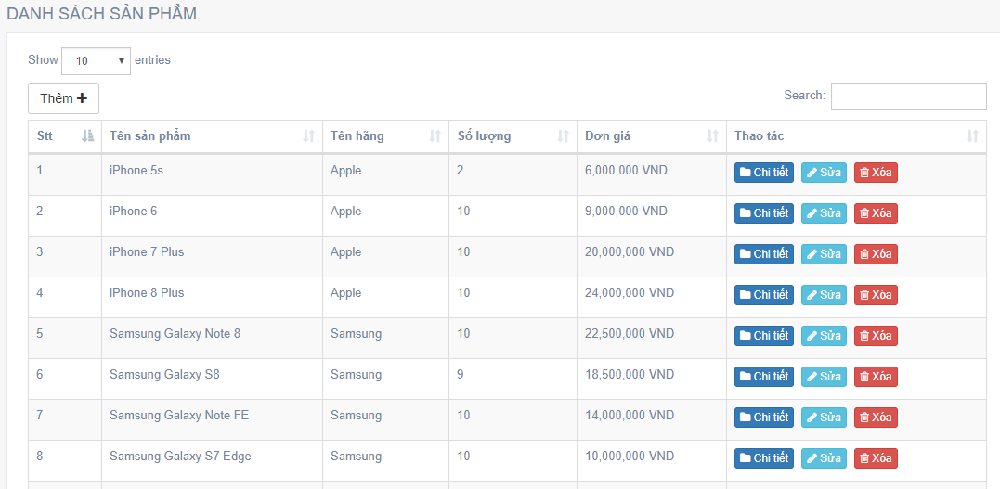 DANH SÁCH SẢN PHẨM
Show 10 entries
Thêm
Search:
Stt Tên sản phẩm Tên hãng Số lượng Đơn giá Thao tác
1 iPhone 5s Apple 2 6,000,000 VND Chi tiết Sửa Xóa
2 iPhone 6 Apple 10 9,000,000 VND Chi tiết Sửa Xóa
3 iPhone 7 Plus Apple 10 20,000,000 VND Chi tiết Sửa Xóa
4 iPhone 8 Plus Apple 10 24,000,000 VND Chi tiết Sửa Xóa
5 Samsung Galaxy Note 8 Samsung 10 22,500,000 VND Chi tiết Sửa Xóa
6 Samsung Galaxy S8 Samsung 9 18,500,000 VND Chi tiết Sửa Xóa
7 Samsung Galaxy Note FE Samsung 10 14,000,000 VND Chi tiết Sửa Xóa
8 Samsung Galaxy S7 Edge Samsung 10 10,000,000 VND Chi tiết Sửa Xóa